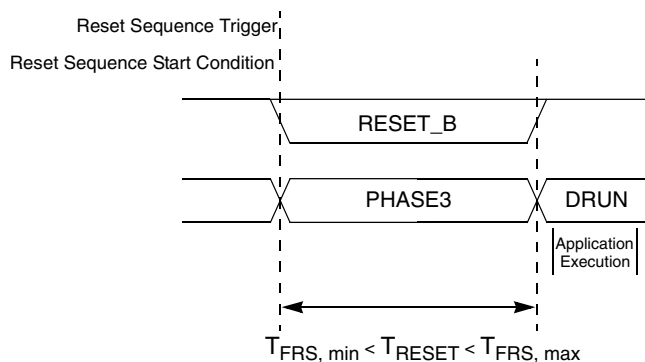 Reset Sequence Trigger
Reset Sequence Start Condition
RESET_B
PHASE3
DRUN
Application
Execution
TFRS, min < TRESET < TFRS, max